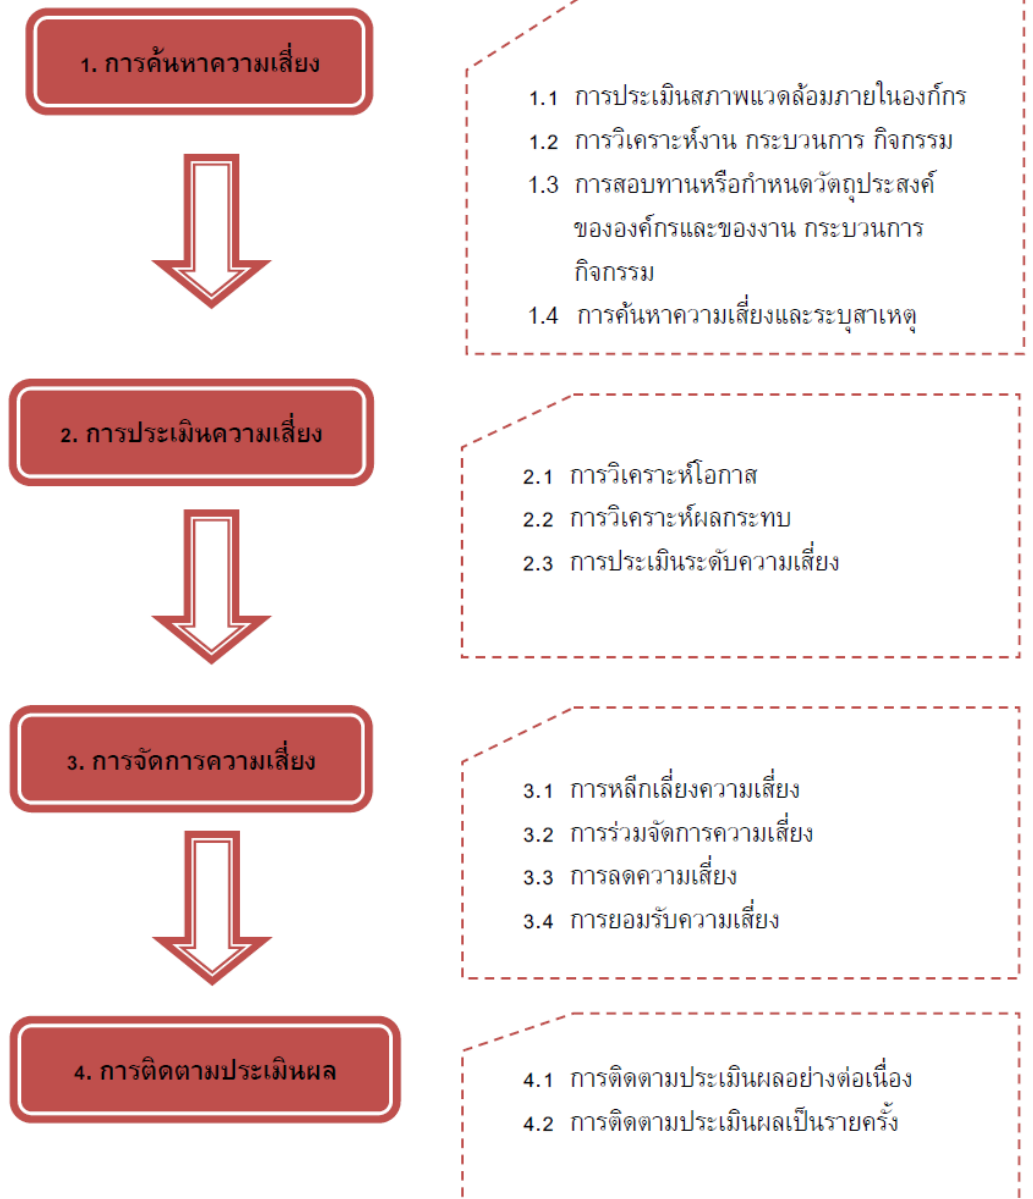 1. การค้นหาความเสี่ยง
1.1 การประเมินสภาพแวดล้อมภายในองก์กร
1.2 การวิเคราะห์งาน กระบวนการ กิจกรรม
1.3 การสอบทานหรือกำหนดวัตถุประสงค์
ขององค์กรและของงาน กระบวนการ
กิจกรรม
1.4 การค้นหาความเสี่ยงและระบุสาเหตุ
2. การประเมินความเสี่ยง
2.1 การวิเคราะห์โอกาส
2.2 การวิเคราะห์ผลกระทบ
2.3 การประเมินระดับความเสี่ยง
3. การจัดการความเสี่ยง
3.1 การหลีกเลี่ยงความเสี่ยง
3.2 การร่วมจัดการความเสี่ยง
3.3 การลดความเสี่ยง
3.4 การยอมรับความเสี่ยง
4. การติดตามประเมินผล
4.1 การติดตามประเมินผลอย่างต่อเนื่อง
4.2 การติดตามประเมินผลเป็นรายครั้ง